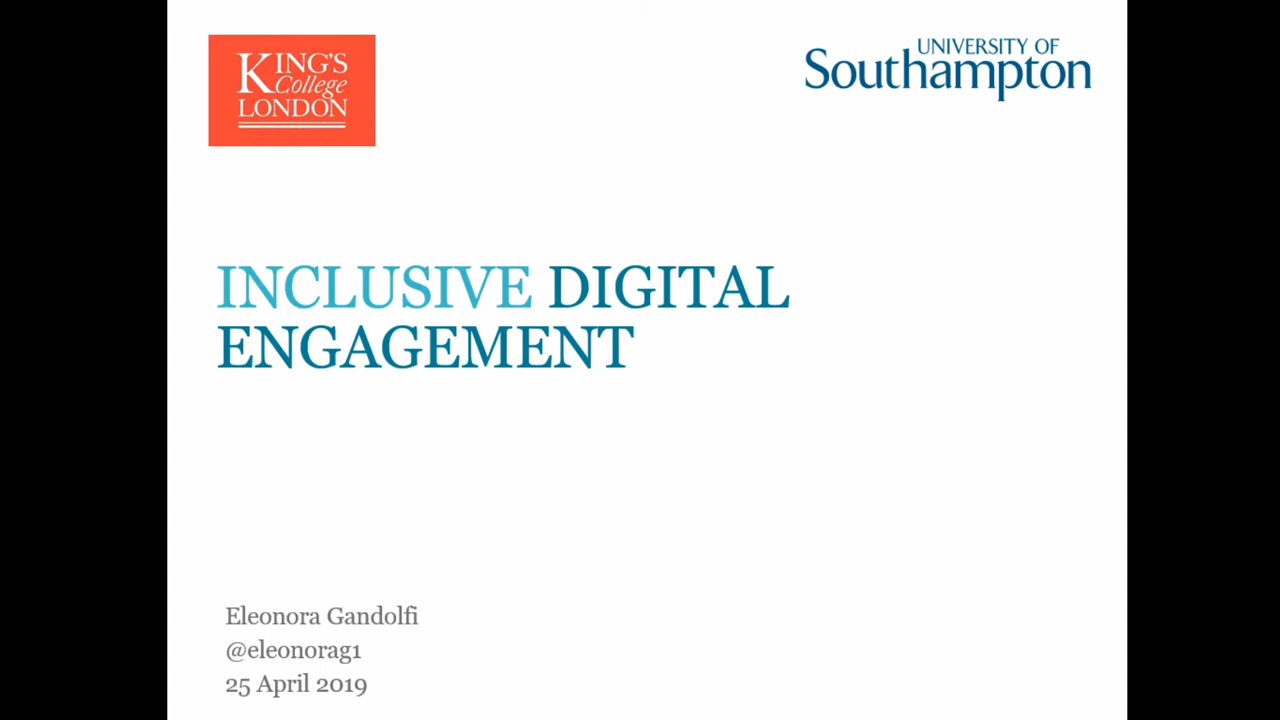 KING'S
College
LONDON
UNIVERSITY OF
Southampton
INCLUSIVE DIGITAL
ENGAGEMENT
Eleonora Gandolfi
@eleonorag1
25 April 2019